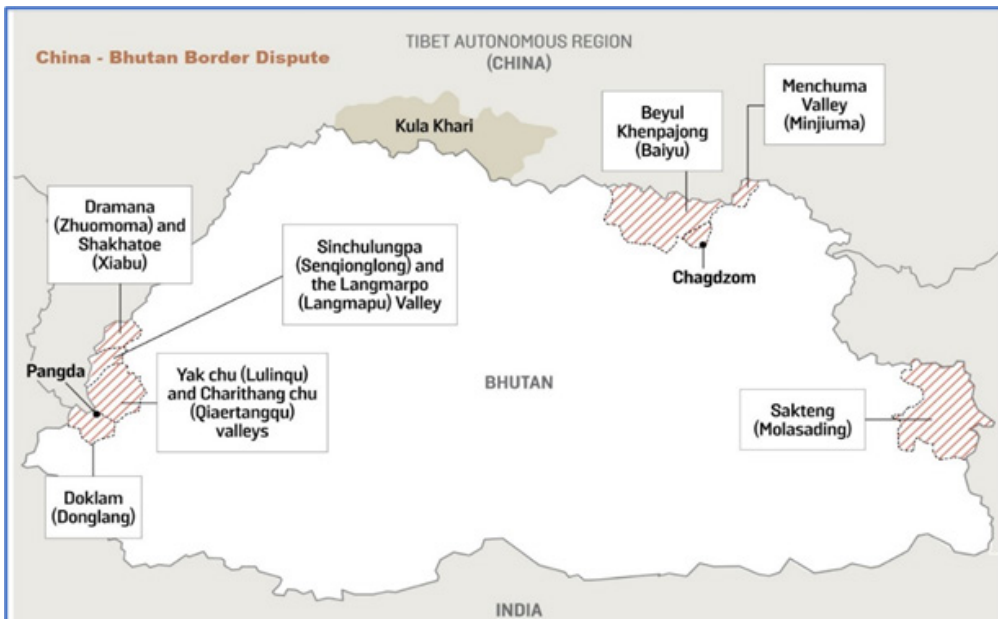 China - Bhutan Border Dispute
TIBET AUTONOMOUS REGION
(CHINA)
Kula Khari
Beyul
Khenpajong
(Baiyu)
Menchuma
Valley
(Minjiuma)
Dramana
(Zhuomoma) and
Shakhatoe
(Xiabu)
Sinchulungpa
(Senqionglong) and
the Langmarpo
(Langmapu) Valley
Chagdzom
Pangda
Yak chu (Lulinqu)
and Charithang chu
(Qiaertangqu)
valleys
BHUTAN
Sakteng
(Molasading)
Doklam
(Donglang)
INDIA